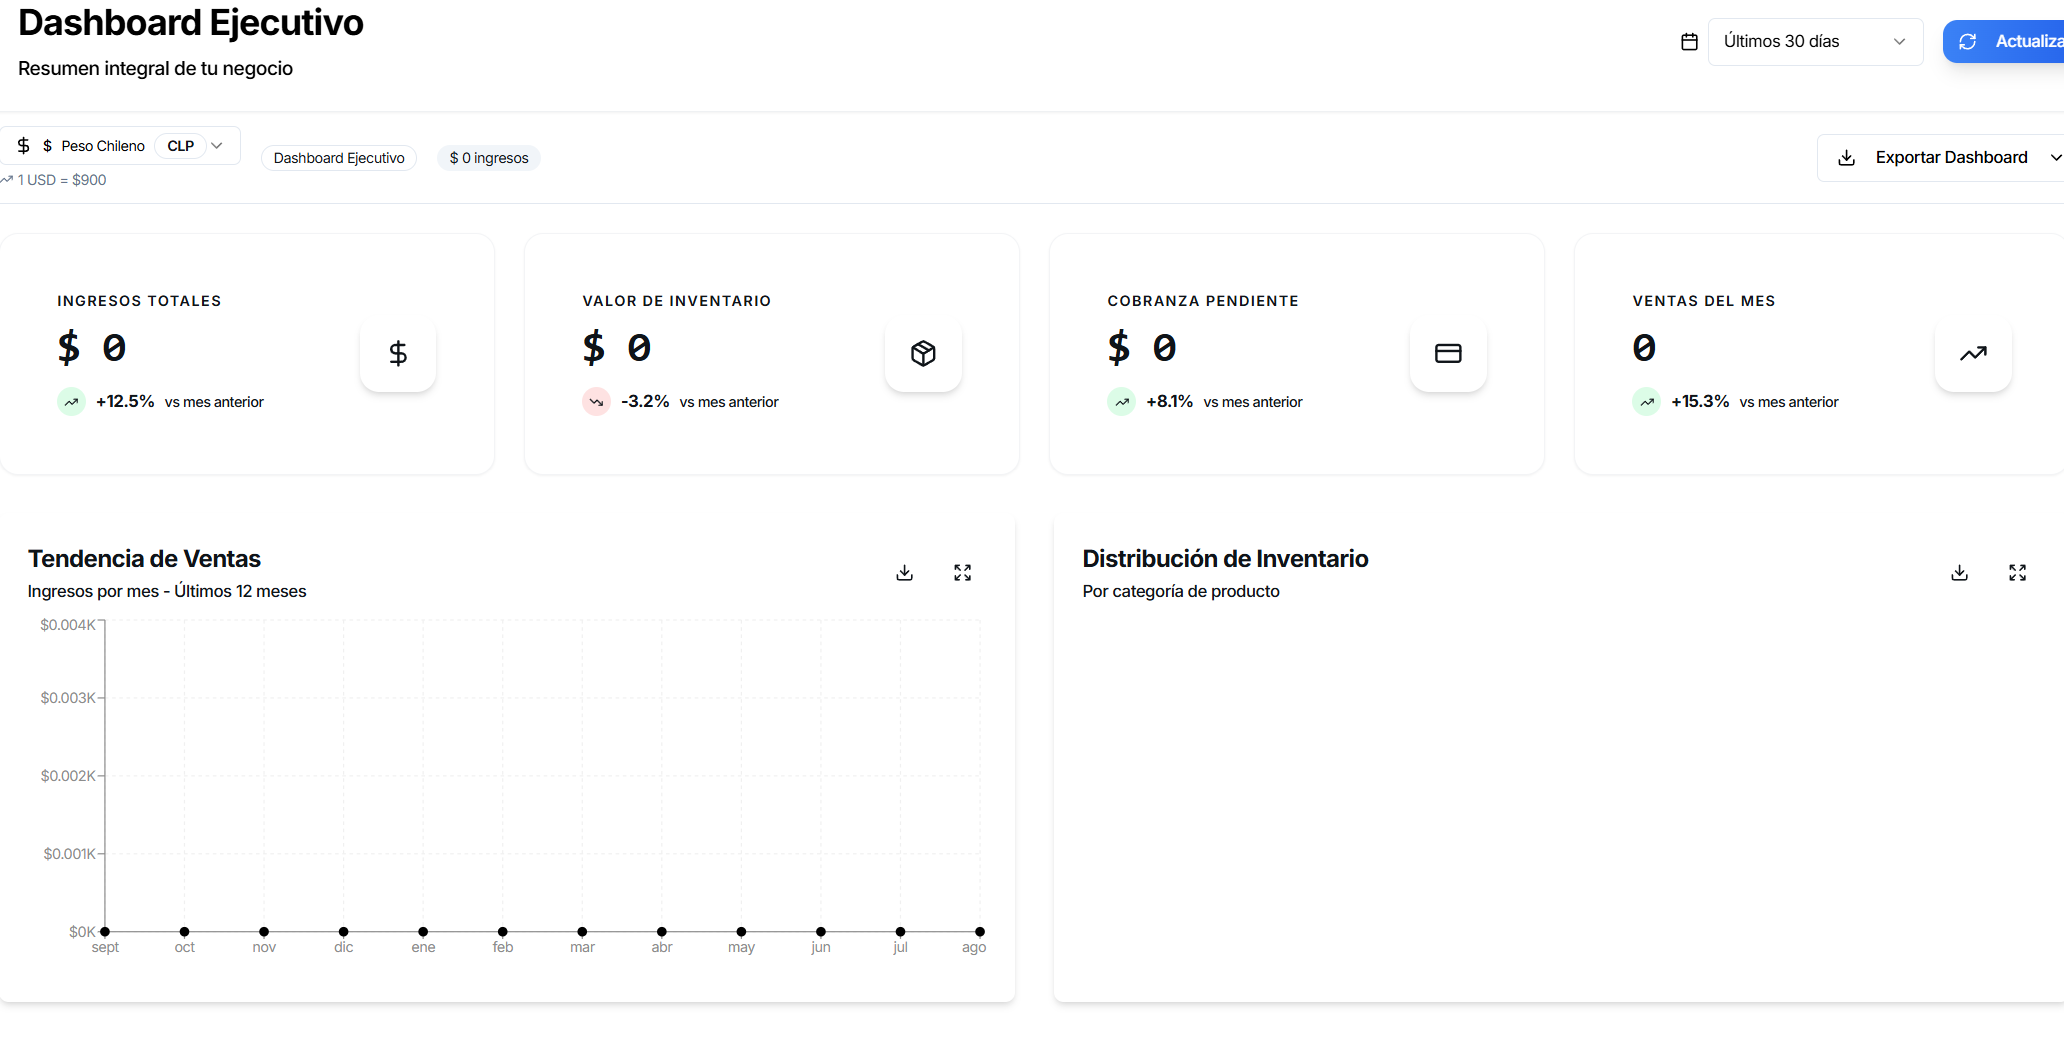 Dashboard Ejecutivo
Resumen integral de tu negocio
Últimos 30 días
Actualiza
$ $ Peso Chileno CLP
1 USD = $900
Dashboard Ejecutivo
$ 0 ingresos
Exportar Dashboard
INGRESOS TOTALES
$ 0
+12.5% vs mes anterior
$
VALOR DE INVENTARIO
$ 0
-3.2% vs mes anterior
COBRANZA PENDIENTE
$ 0
+8.1% vs mes anterior
VENTAS DEL MES
0
+15.3% vs mes anterior
Tendencia de Ventas
Ingresos por mes - Últimos 12 meses
$0.004K
$0.003K
$0.002K
$0.001K
$0K
sept oct nov dic ene feb mar abr may jun jul ago
Distribución de Inventario
Por categoría de producto